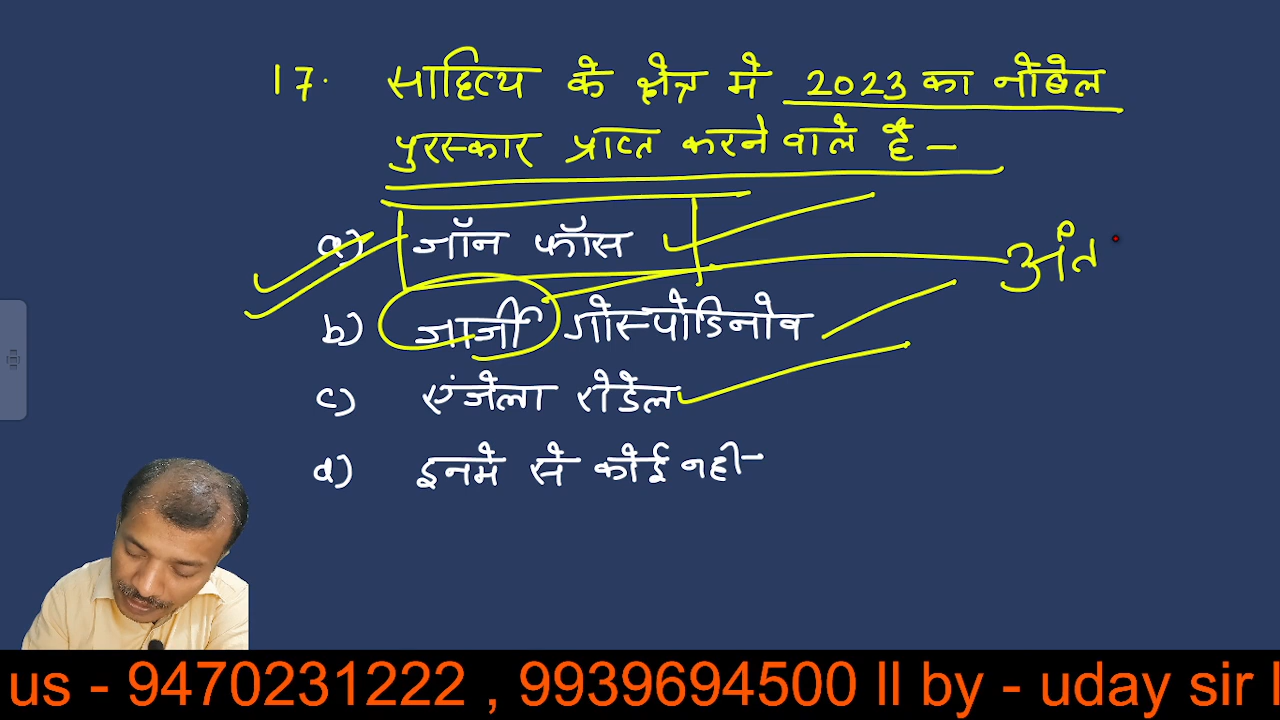 17. साहित्य के क्षेत्र में 2023 का नोबेल
पुरस्कार प्राप्त करने वाले हैं -
a) जॉन फॉस
b) जार्जी गोस्पोडिनोव
अंत
c) एंजेला रोडेल
d) इनमे से कोई नही-
us - 9470231222 , 9939694500 ll by - uday sir l